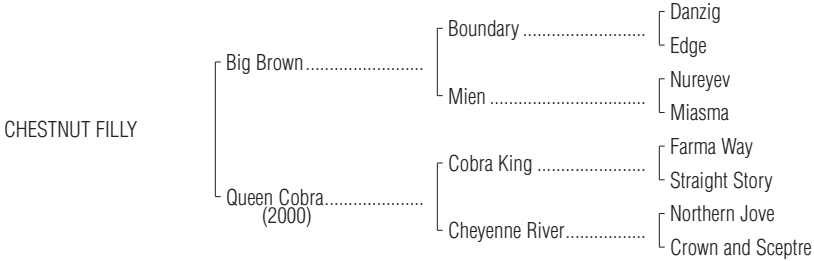 Danzig
Boundary ........................
Edge
Big Brown.......................
Nureyev
Mien ...............................
Miasma
CHESTNUT FILLY
Farma Way
Cobra King .....................
Straight Story
Queen Cobra...................
(2000)
Northern Jove
Cheyenne River...............
Crown and Sceptre